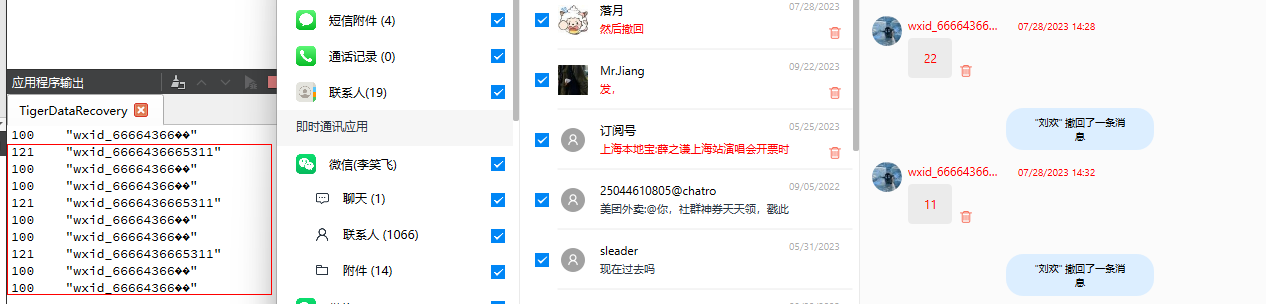 应用程序输出
TigerDataRecovery
100 "wxid_66664366��"
121 "wxid_6666436665311"
100 "wxid_66664366��"
100 "wxid_66664366��"
121 "wxid_6666436665311"
100 "wxid_66664366��"
100 "wxid_66664366��"
121 "wxid_6666436665311"
100 "wxid_66664366��"
100 "wxid_66664366��"
短信附件 (4)
通话记录 (0)
联系人(19)
即时通讯应用
微信(李笑飞)
聊天 (1)
联系人 (1066)
附件 (14)
落月
07/28/2023
然后撤回
Mr.Jiang
09/22/2023
发，
订阅号
05/25/2023
上海本地宝:薛之谦上海站演唱会开票时
25044610805@chatro
09/05/2022
美团外卖:@你，社群神券天天领，戳此
sleader
05/31/2023
现在过去吗
wxid_66664366...
07/28/2023 14:28
22
"刘欢" 撤回了一条消
息
wxid_66664366...
07/28/2023 14:32
11
"刘欢" 撤回了一条消
息